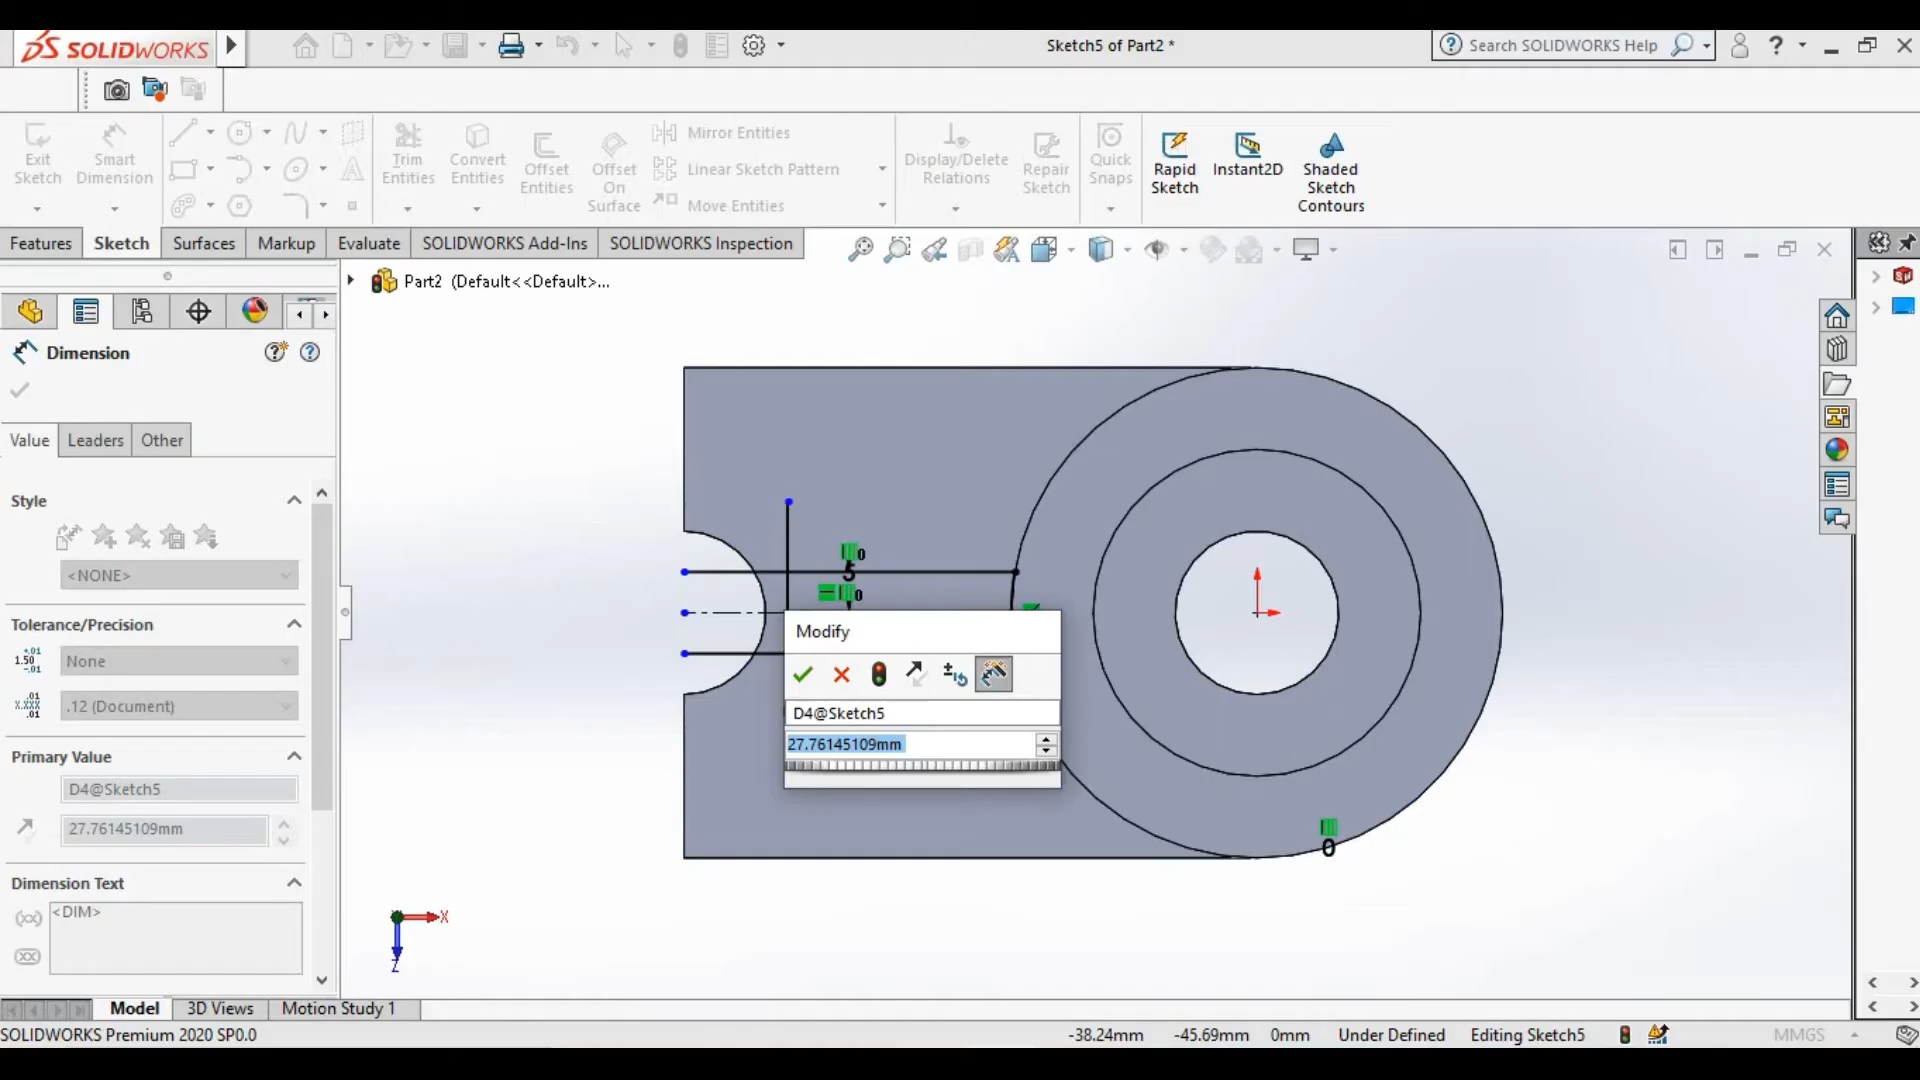 SOLIDWORKS
Sketch5 of Part2 *
Search SOLIDWORKS Help
?
Exit Sketch
Smart Dimension
Trim Entities
Convert Entities
Offset Entities
Offset On Surface
Mirror Entities
Linear Sketch Pattern
Move Entities
Display/Delete Relations
Repair Sketch
Quick Snaps
Rapid Sketch
Instant2D
Shaded Sketch Contours
Features
Sketch
Surfaces
Markup
Evaluate
SOLIDWORKS Add-Ins
SOLIDWORKS Inspection
Part2 (Default<<Default>...
Dimension
Value
Leaders
Other
Style
<NONE>
Tolerance/Precision
None
.12 (Document)
Primary Value
D4@Sketch5
27.76145109mm
Dimension Text
<DIM>
0
5
0
Modify
D4@Sketch5
27.76145109mm
0
X
Z
Model
3D Views
Motion Study 1
SOLIDWORKS Premium 2020 SP0.0
-38.24mm
-45.69mm
0mm
Under Defined
Editing Sketch5
MMGS